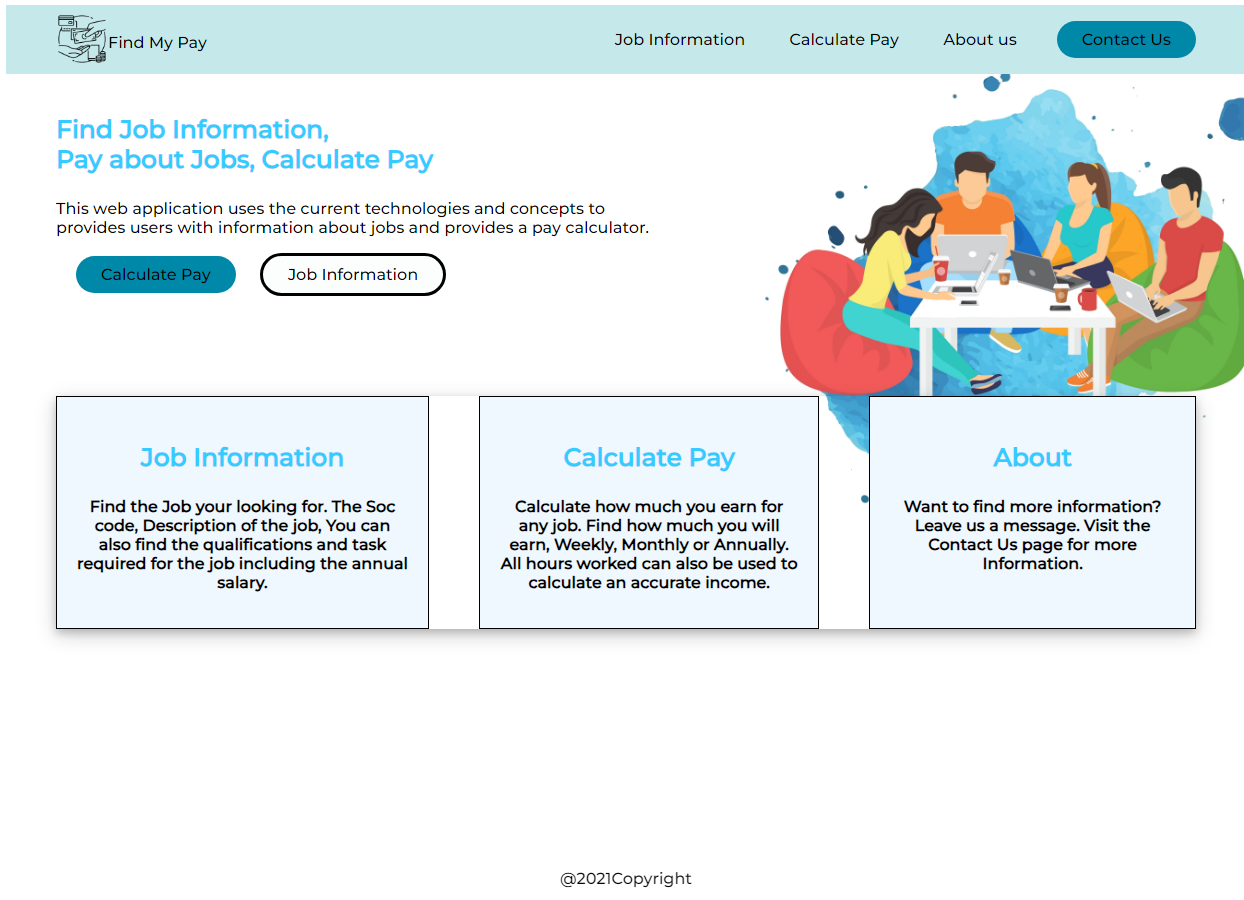 Find My Pay
Job Information
Calculate Pay
About us
Contact Us
Find Job Information,
Pay about Jobs, Calculate Pay
This web application uses the current technologies and concepts to
provides users with information about jobs and provides a pay calculator.
Calculate Pay
Job Information
Job Information
Find the Job your looking for. The Soc
code, Description of the job, You can
also find the qualifications and task
required for the job including the annual
salary.
Calculate Pay
Calculate how much you earn for
any job. Find how much you will
earn, Weekly, Monthly or Annually.
All hours worked can also be used to
calculate an accurate income.
About
Want to find more information?
Leave us a message. Visit the
Contact Us page for more
Information.
@2021Copyright